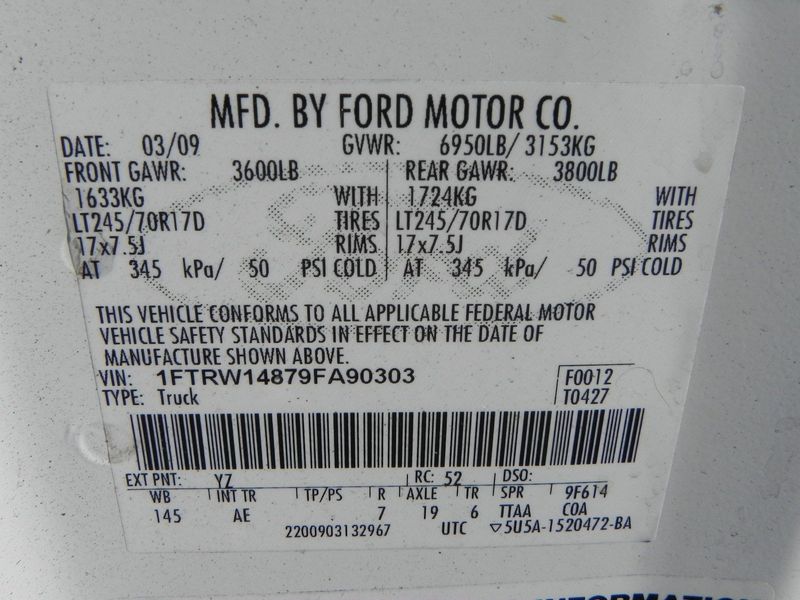 MFD. BY FORD MOTOR CO.
DATE: 03/09 GVWR: 6950LB/ 3153KG
FRONT GAWR: 3600LB REAR GAWR: 3800LB
1633KG WITH 1724KG WITH
LT245/70R17D TIRES LT245/70R17D TIRES
17x7.5J RIMS 17x7.5J RIMS
AT 345 kPa/ 50 PSI COLD AT 345 kPa/ 50 PSI COLD
THIS VEHICLE CONFORMS TO ALL APPLICABLE FEDERAL MOTOR
VEHICLE SAFETY STANDARDS IN EFFECT ON THE DATE OF
MANUFACTURE SHOWN ABOVE.
VIN: 1FTRW14879FA90303 F0012
TYPE: Truck T0427
EXT PNT: YZ RC: 52 DSO:
WB INT TR TP/PS R AXLE TR SPR 9F614
145 AE 7 19 6 TTAA COA
2200903132967 UTC ▽5U5A-1520472-BA
INFORMATION